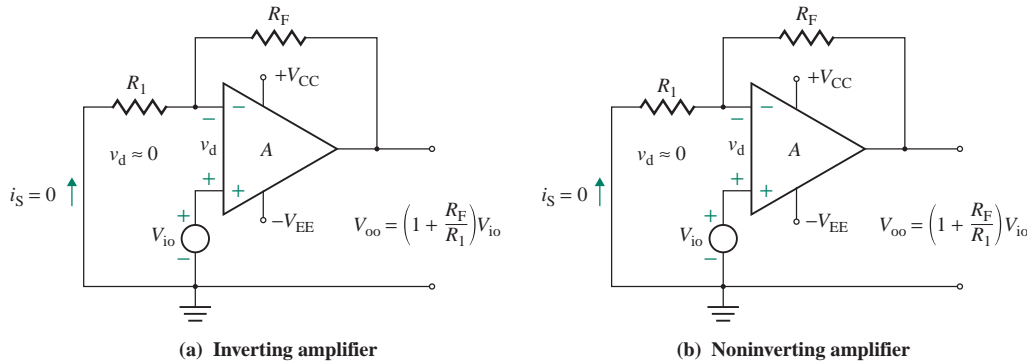 R_F
+V_CC
R_1
−
−
v_d ≈ 0
v_d
A
+
+
i_S = 0
+
−V_EE
V_io
−
V_oo = (1 + R_F/R_1)V_io
(a) Inverting amplifier
R_F
+V_CC
R_1
−
−
v_d ≈ 0
v_d
A
+
+
i_S = 0
+
−V_EE
V_io
−
V_oo = (1 + R_F/R_1)V_io
(b) Noninverting amplifier